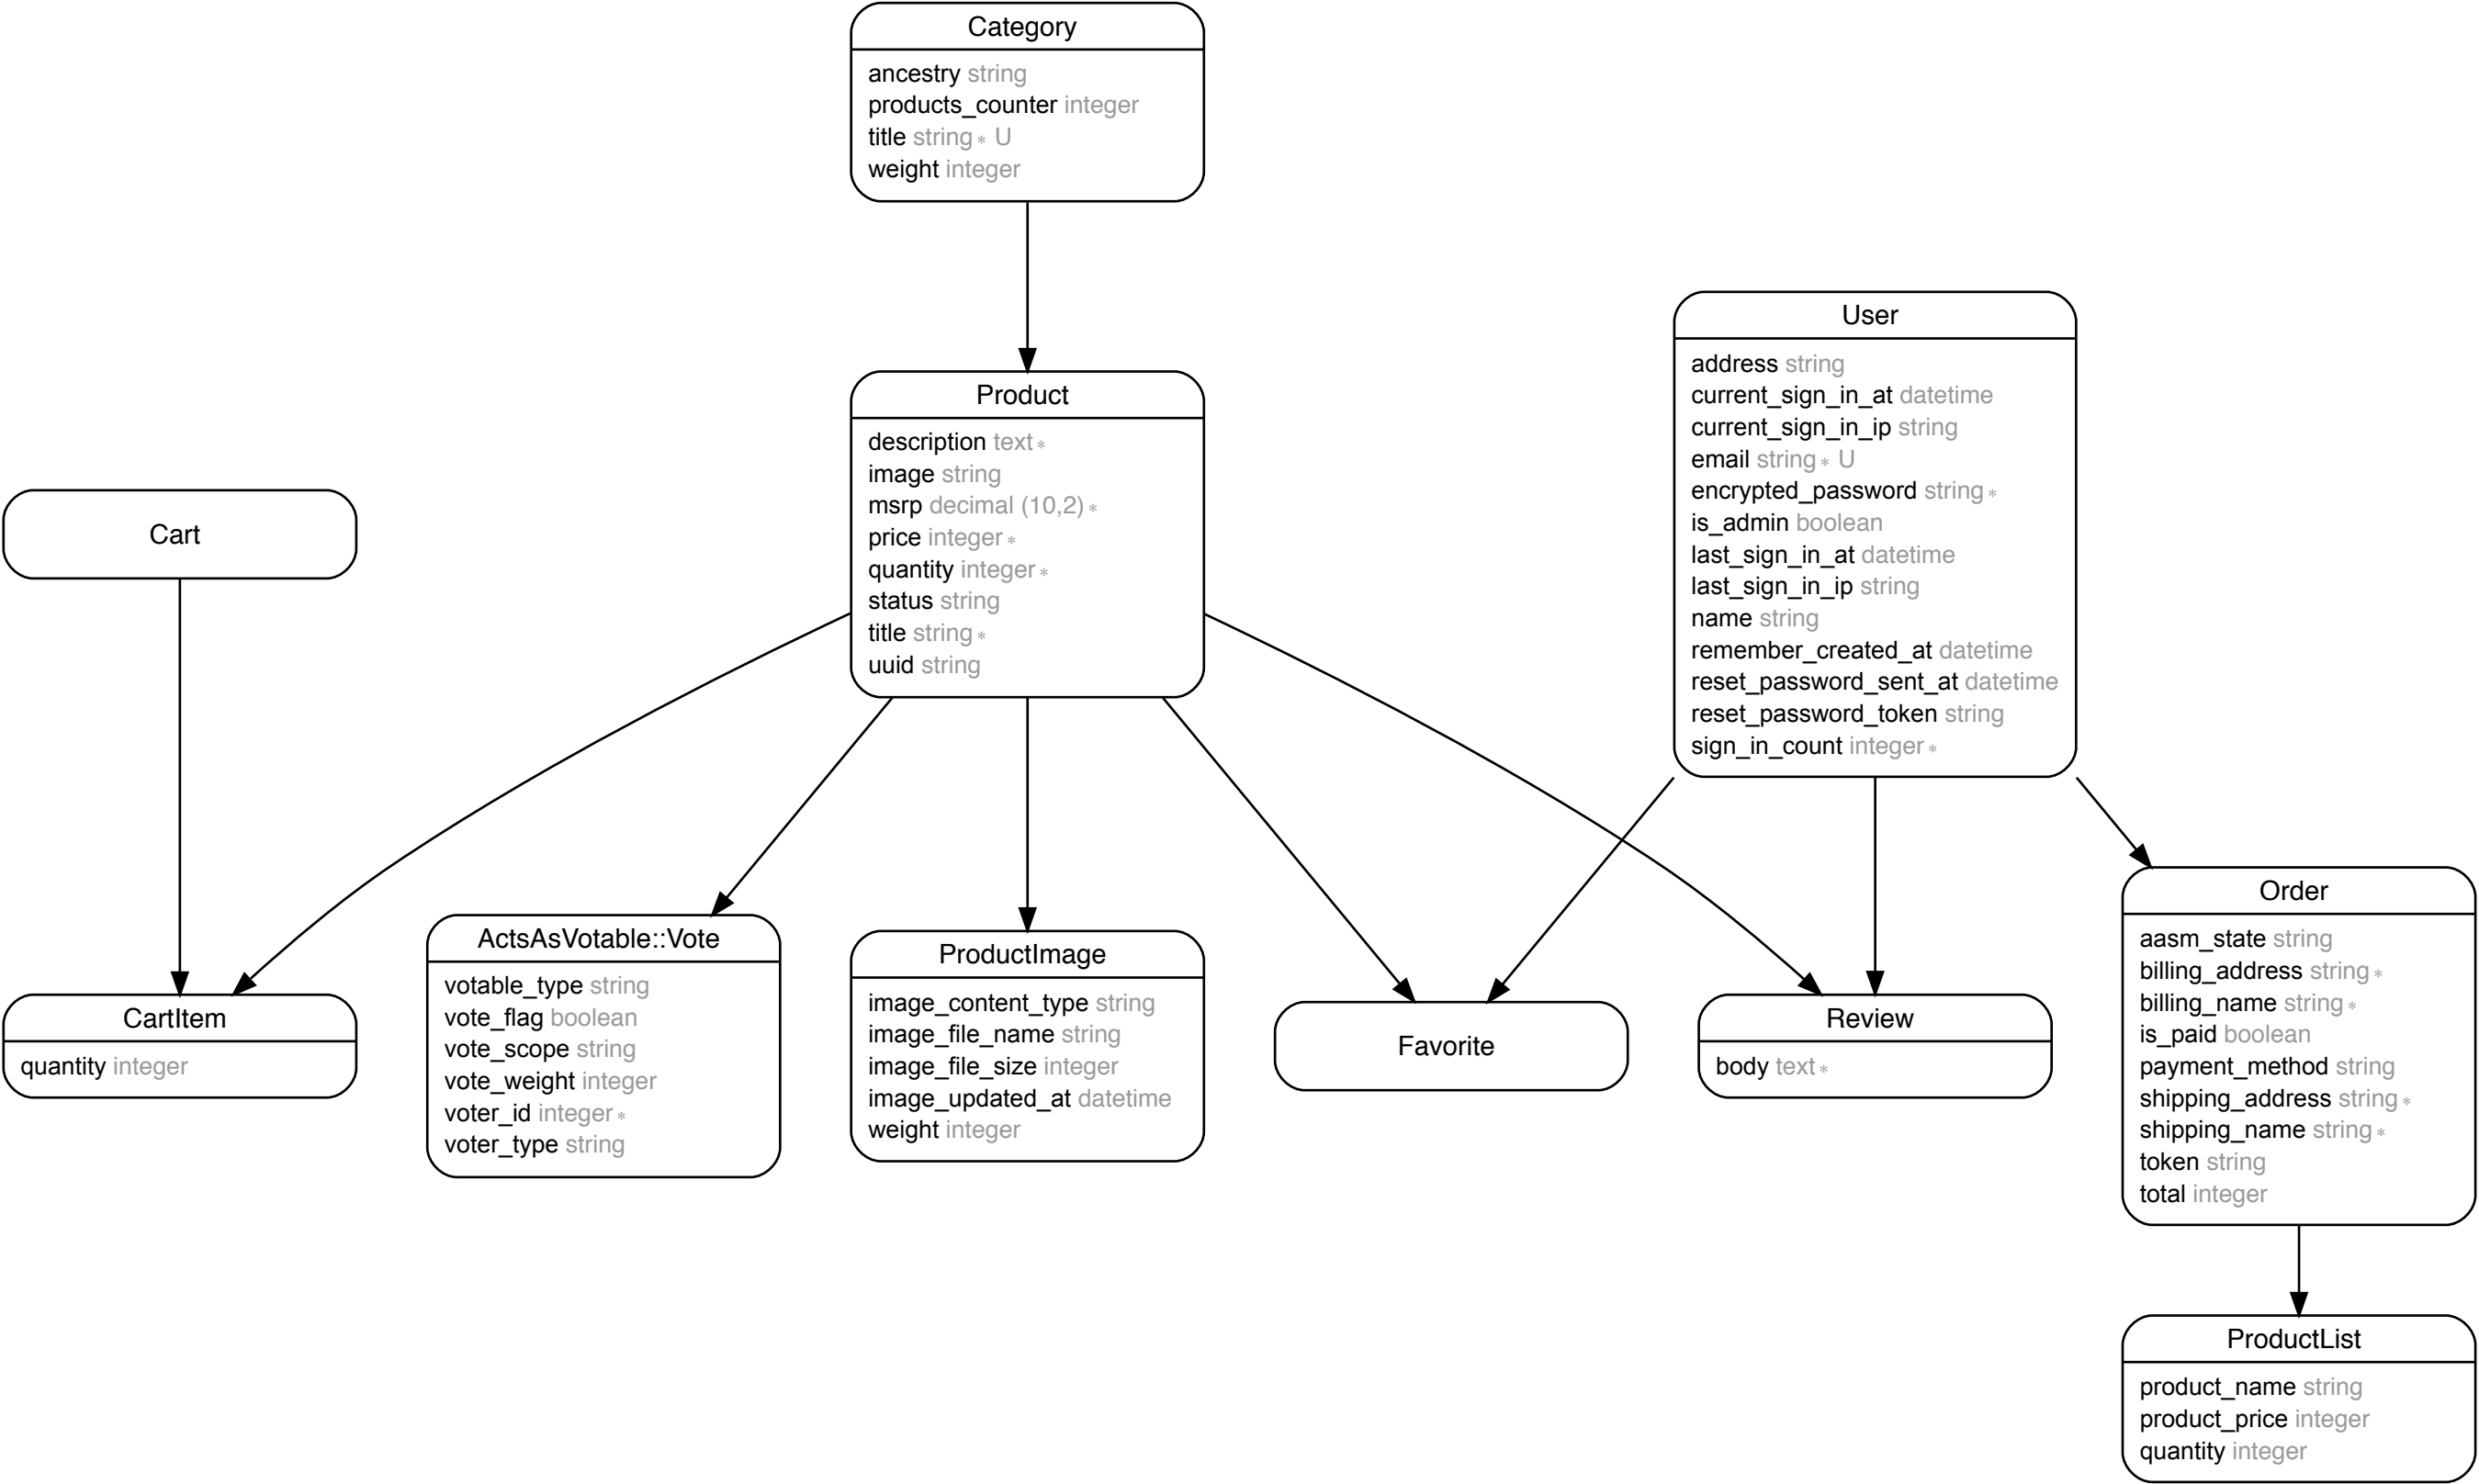 Category
ancestry string
products_counter integer
title string* U
weight integer
User
address string
current_sign_in_at datetime
current_sign_in_ip string
email string* U
encrypted_password string*
is_admin boolean
last_sign_in_at datetime
last_sign_in_ip string
name string
remember_created_at datetime
reset_password_sent_at datetime
reset_password_token string
sign_in_count integer*
Product
description text*
image string
msrp decimal (10,2)*
price integer*
quantity integer*
status string
title string*
uuid string
Cart
CartItem
quantity integer
ActsAsVotable::Vote
votable_type string
vote_flag boolean
vote_scope string
vote_weight integer
voter_id integer*
voter_type string
ProductImage
image_content_type string
image_file_name string
image_file_size integer
image_updated_at datetime
weight integer
Favorite
Review
body text*
Order
aasm_state string
billing_address string*
billing_name string*
is_paid boolean
payment_method string
shipping_address string*
shipping_name string*
token string
total integer
ProductList
product_name string
product_price integer
quantity integer